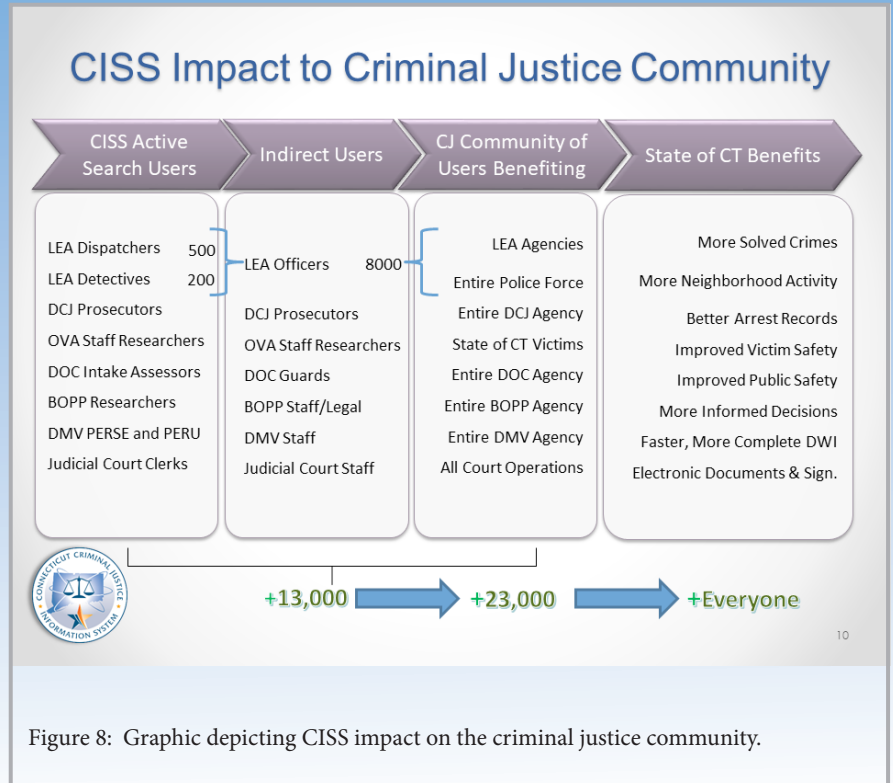 CISS Impact to Criminal Justice Community
CISS Active
Search Users
Indirect Users
CJ Community of
Users Benefiting
State of CT Benefits
LEA Dispatchers 500
LEA Detectives 200
DCJ Prosecutors
OVA Staff Researchers
DOC Intake Assessors
BOPP Researchers
DMV PERSE and PERU
Judicial Court Clerks
LEA Officers 8000
DCJ Prosecutors
OVA Staff Researchers
DOC Guards
BOPP Staff/Legal
DMV Staff
Judicial Court Staff
LEA Agencies
Entire Police Force
Entire DCJ Agency
State of CT Victims
Entire DOC Agency
Entire BOPP Agency
Entire DMV Agency
All Court Operations
More Solved Crimes
More Neighborhood Activity
Better Arrest Records
Improved Victim Safety
Improved Public Safety
More Informed Decisions
Faster, More Complete DWI
Electronic Documents & Sign.
CONNECTICUT CRIMINAL JUSTICE
INFORMATION SYSTEM
+13,000
+23,000
+Everyone
10
Figure 8: Graphic depicting CISS impact on the criminal justice community.